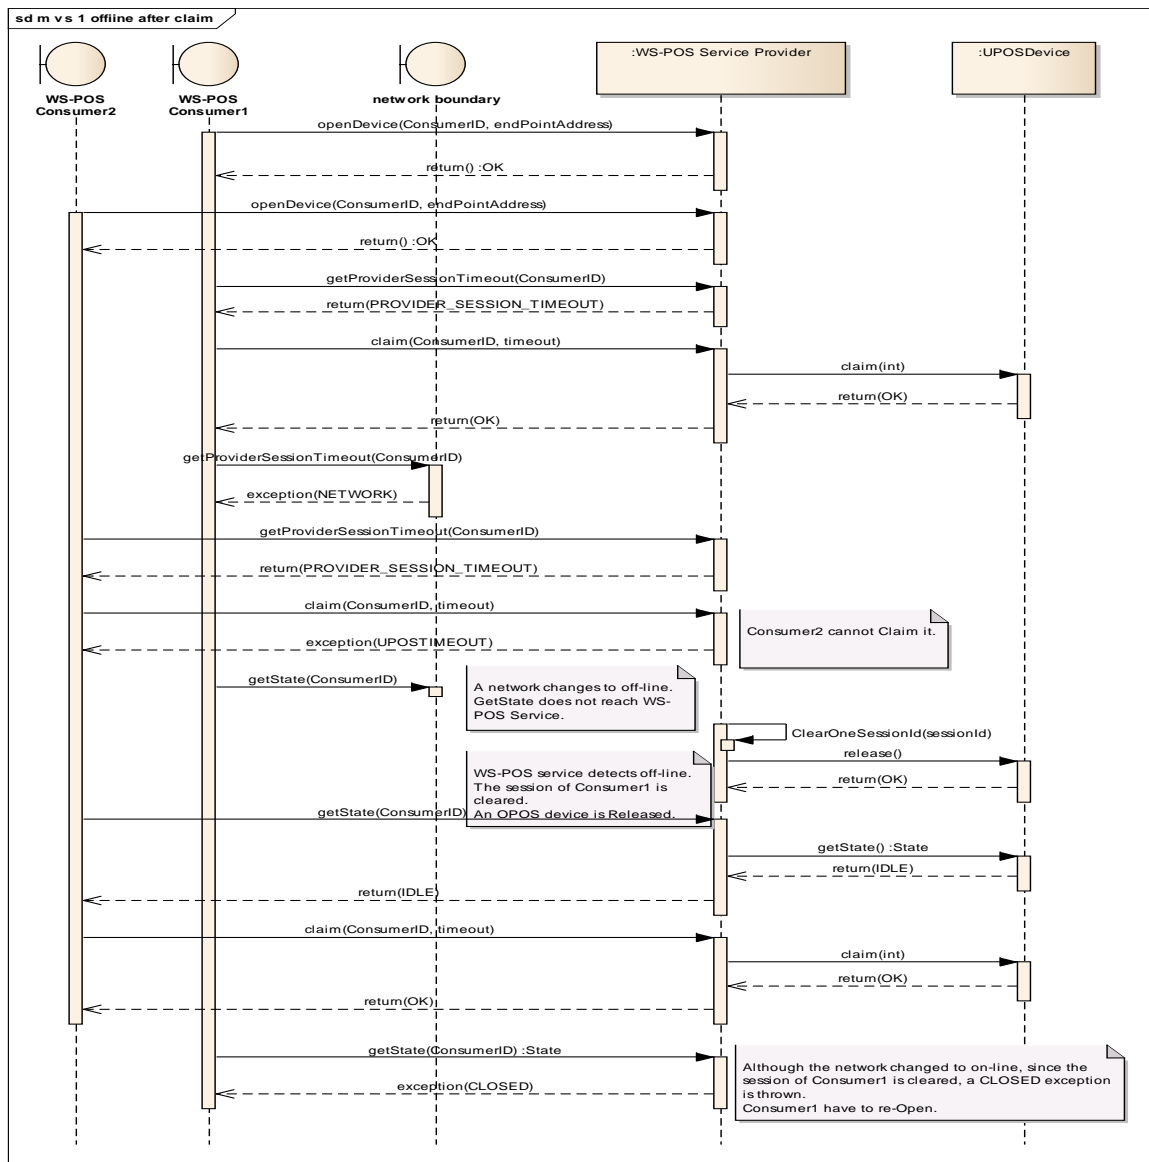 sd m v s 1 offiine after claim
:WS-POS Service Provider
:UPOSDevice
WS-POS
Consumer2
WS-POS
Consumer1
network boundary
openDevice(ConsumerID, endPointAddress)
return() :OK
openDevice(ConsumerID, endPointAddress)
return() :OK
getProviderSessionTimeout(ConsumerID)
return(PROVIDER_SESSION_TIMEOUT)
claim(ConsumerID, timeout)
claim(int)
return(OK)
return(OK)
getProviderSessionTimeout(ConsumerID)
exception(NETWORK)
getProviderSessionTimeout(ConsumerID)
return(PROVIDER_SESSION_TIMEOUT)
claim(ConsumerID, timeout)
Consumer2 cannot Claim it.
exception(UPOSTIMEOUT)
getState(ConsumerID)
A network changes to off-line.
GetState does not reach WS-
POS Service.
ClearOneSessionId(sessionId)
release()
WS-POS service detects off-line.
The session of Consumer1 is
cleared.
An OPOS device is Released.
return(OK)
getState(ConsumerID)
getState() :State
return(IDLE)
return(IDLE)
claim(ConsumerID, timeout)
claim(int)
return(OK)
return(OK)
getState(ConsumerID) :State
exception(CLOSED)
Although the network changed to on-line, since the
session of Consumer1 is cleared, a CLOSED exception
is thrown.
Consumer1 have to re-Open.